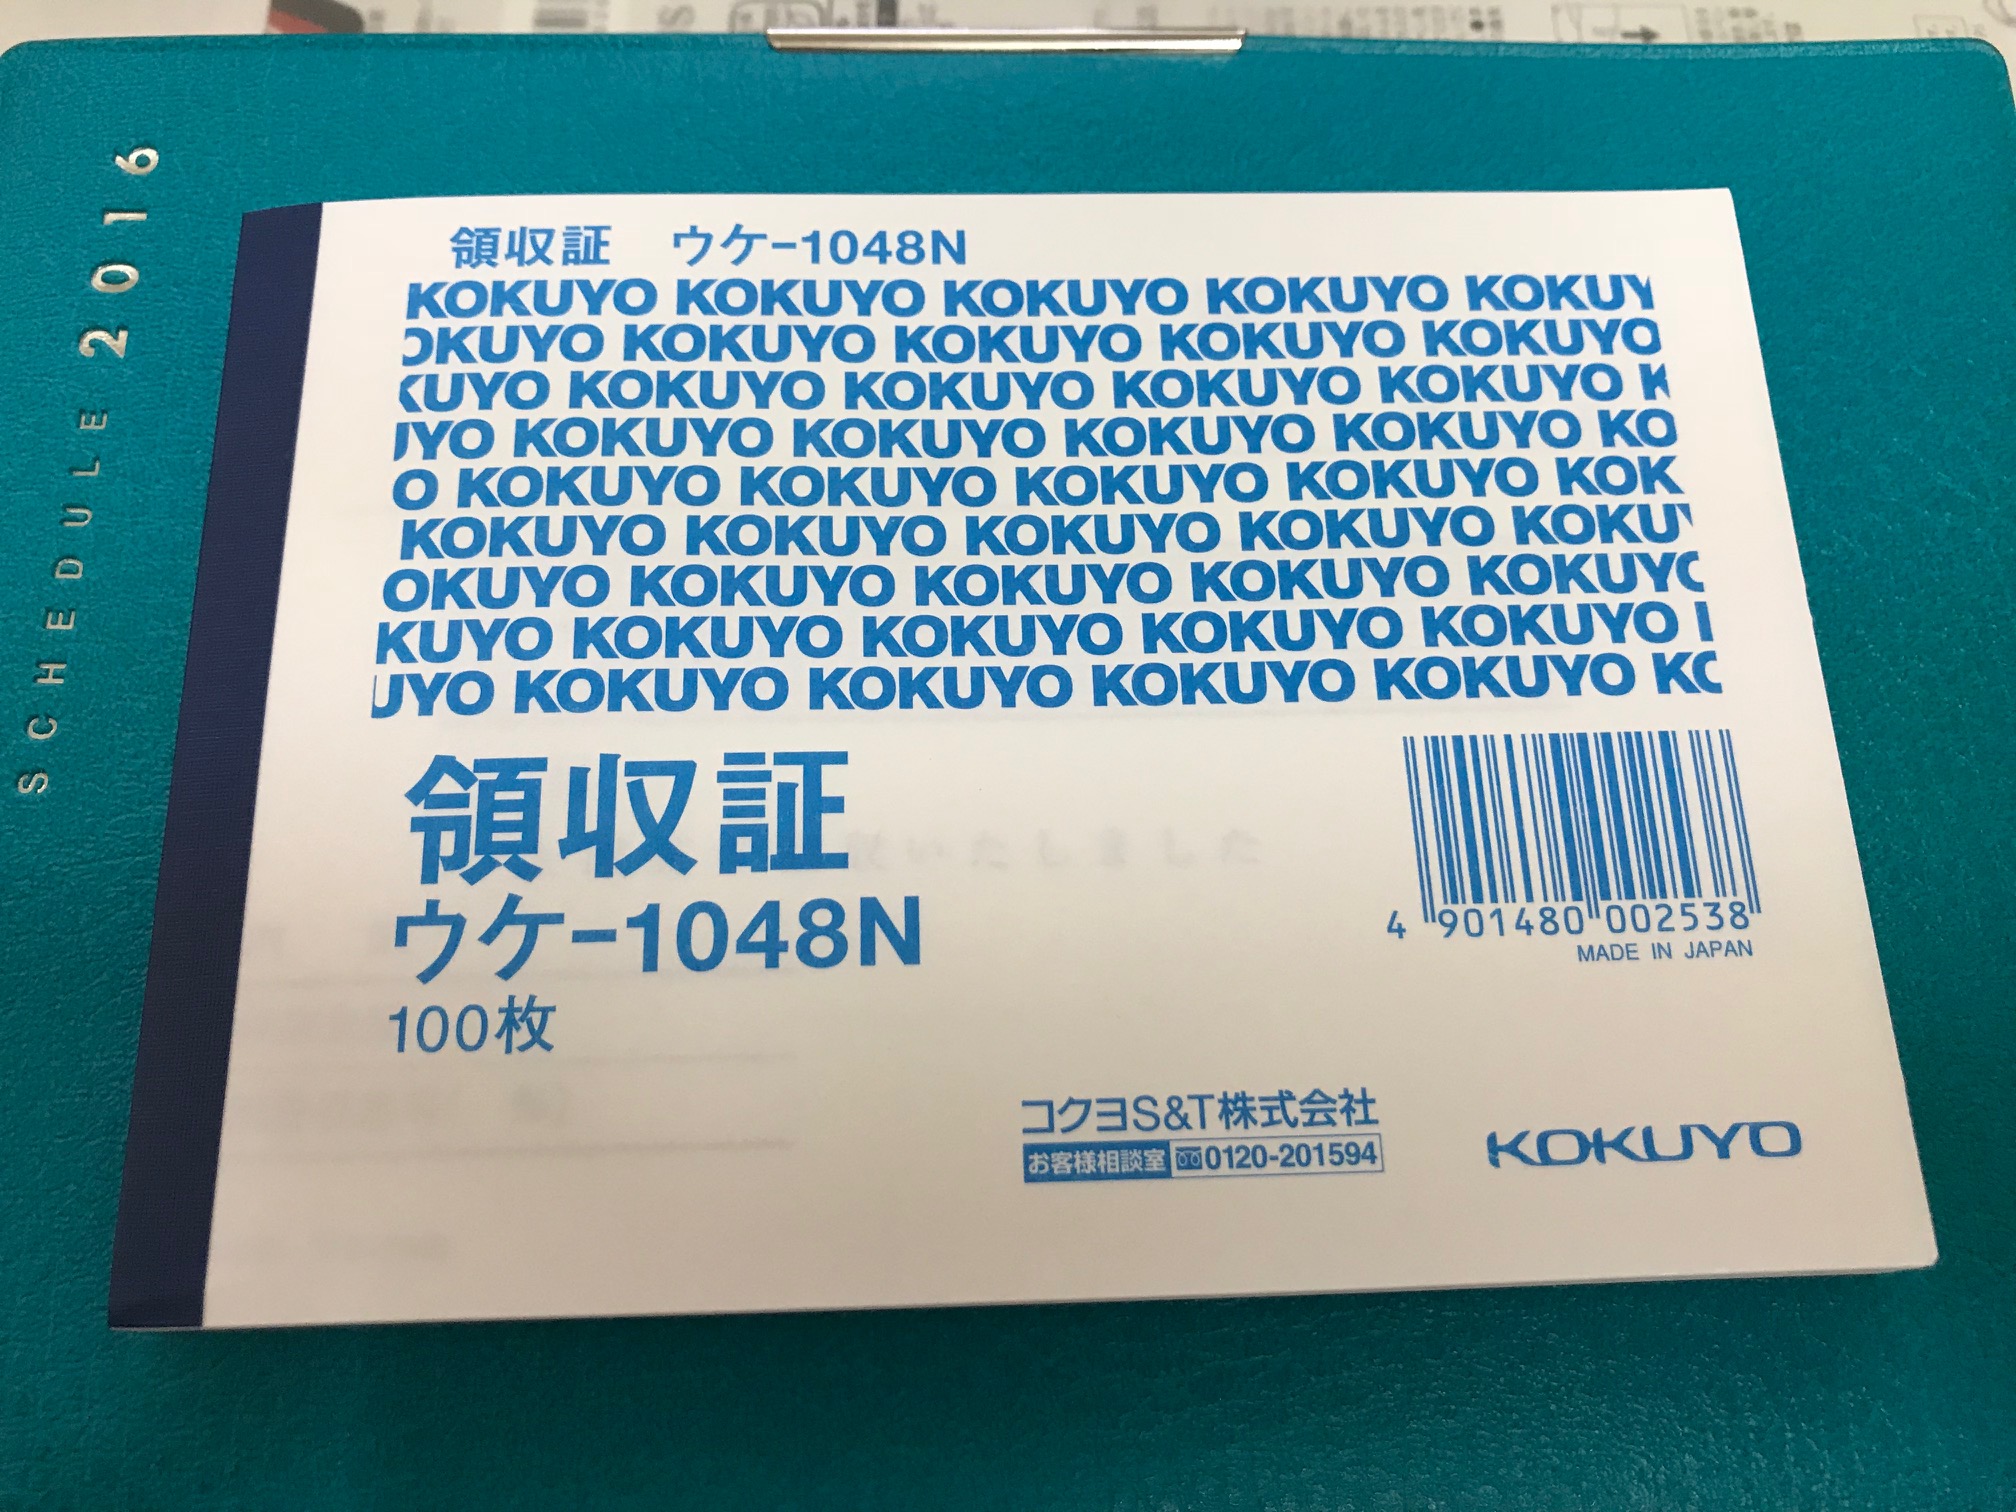 SCHEDULE 2016
領収証 ウケ-1048N
KOKUYO KOKUYO KOKUYO KOKUYO KOKUY
OKUYO KOKUYO KOKUYO KOKUYO KOKUYO
KUYO KOKUYO KOKUYO KOKUYO KOKUYO K
UYO KOKUYO KOKUYO KOKUYO KOKUYO KO
O KOKUYO KOKUYO KOKUYO KOKUYO KOK
KOKUYO KOKUYO KOKUYO KOKUYO KOKU
OKUYO KOKUYO KOKUYO KOKUYO KOKUYO
KUYO KOKUYO KOKUYO KOKUYO KOKUYO
UYO KOKUYO KOKUYO KOKUYO KOKUYO KO
領収証
ウケ-1048N
100枚
4 901480 002538
MADE IN JAPAN
コクヨS&T株式会社
お客様相談室 0120-201594
KOKUYO